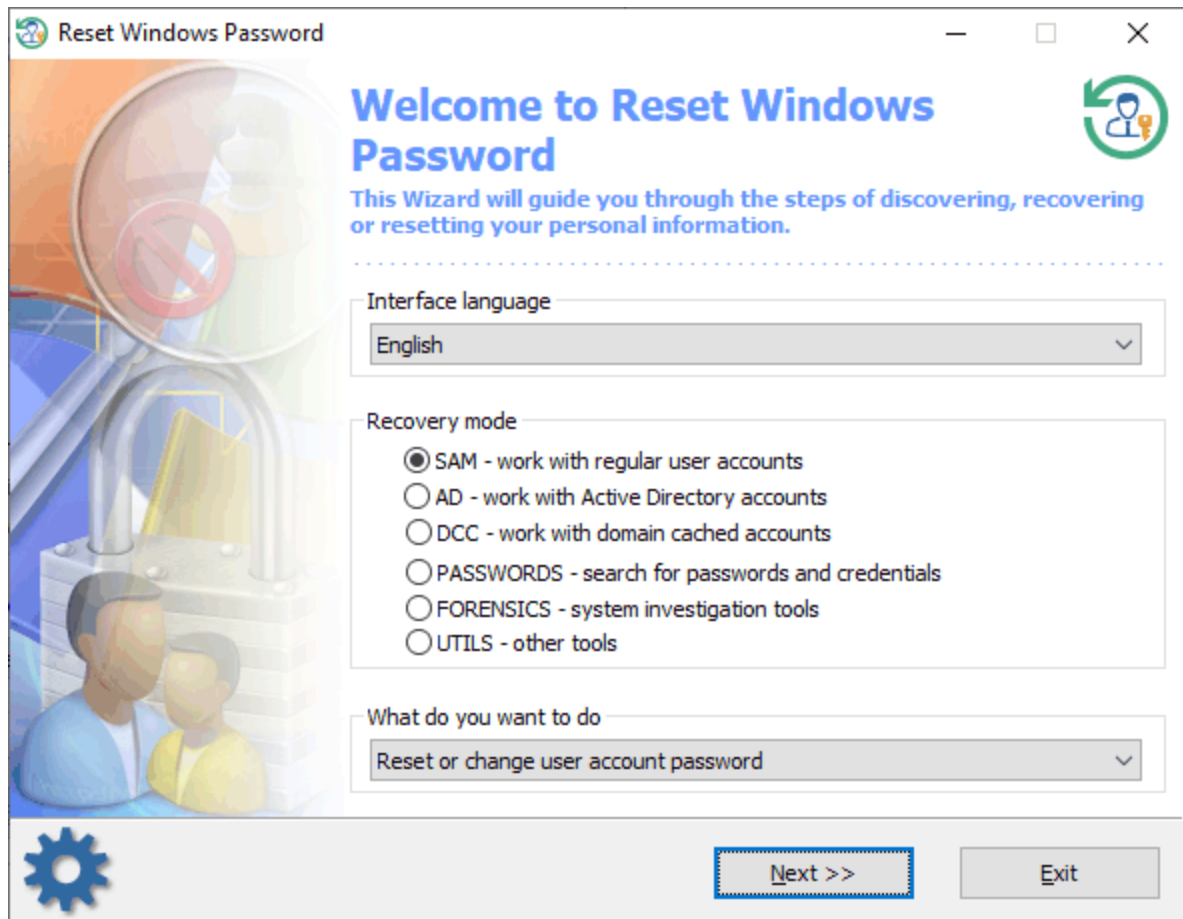 Reset Windows Password
Welcome to Reset Windows
Password
This Wizard will guide you through the steps of discovering, recovering
or resetting your personal information.
Interface language
English
Recovery mode
SAM - work with regular user accounts
AD - work with Active Directory accounts
DCC - work with domain cached accounts
PASSWORDS - search for passwords and credentials
FORENSICS - system investigation tools
UTILS - other tools
What do you want to do
Reset or change user account password
Next >>
Exit